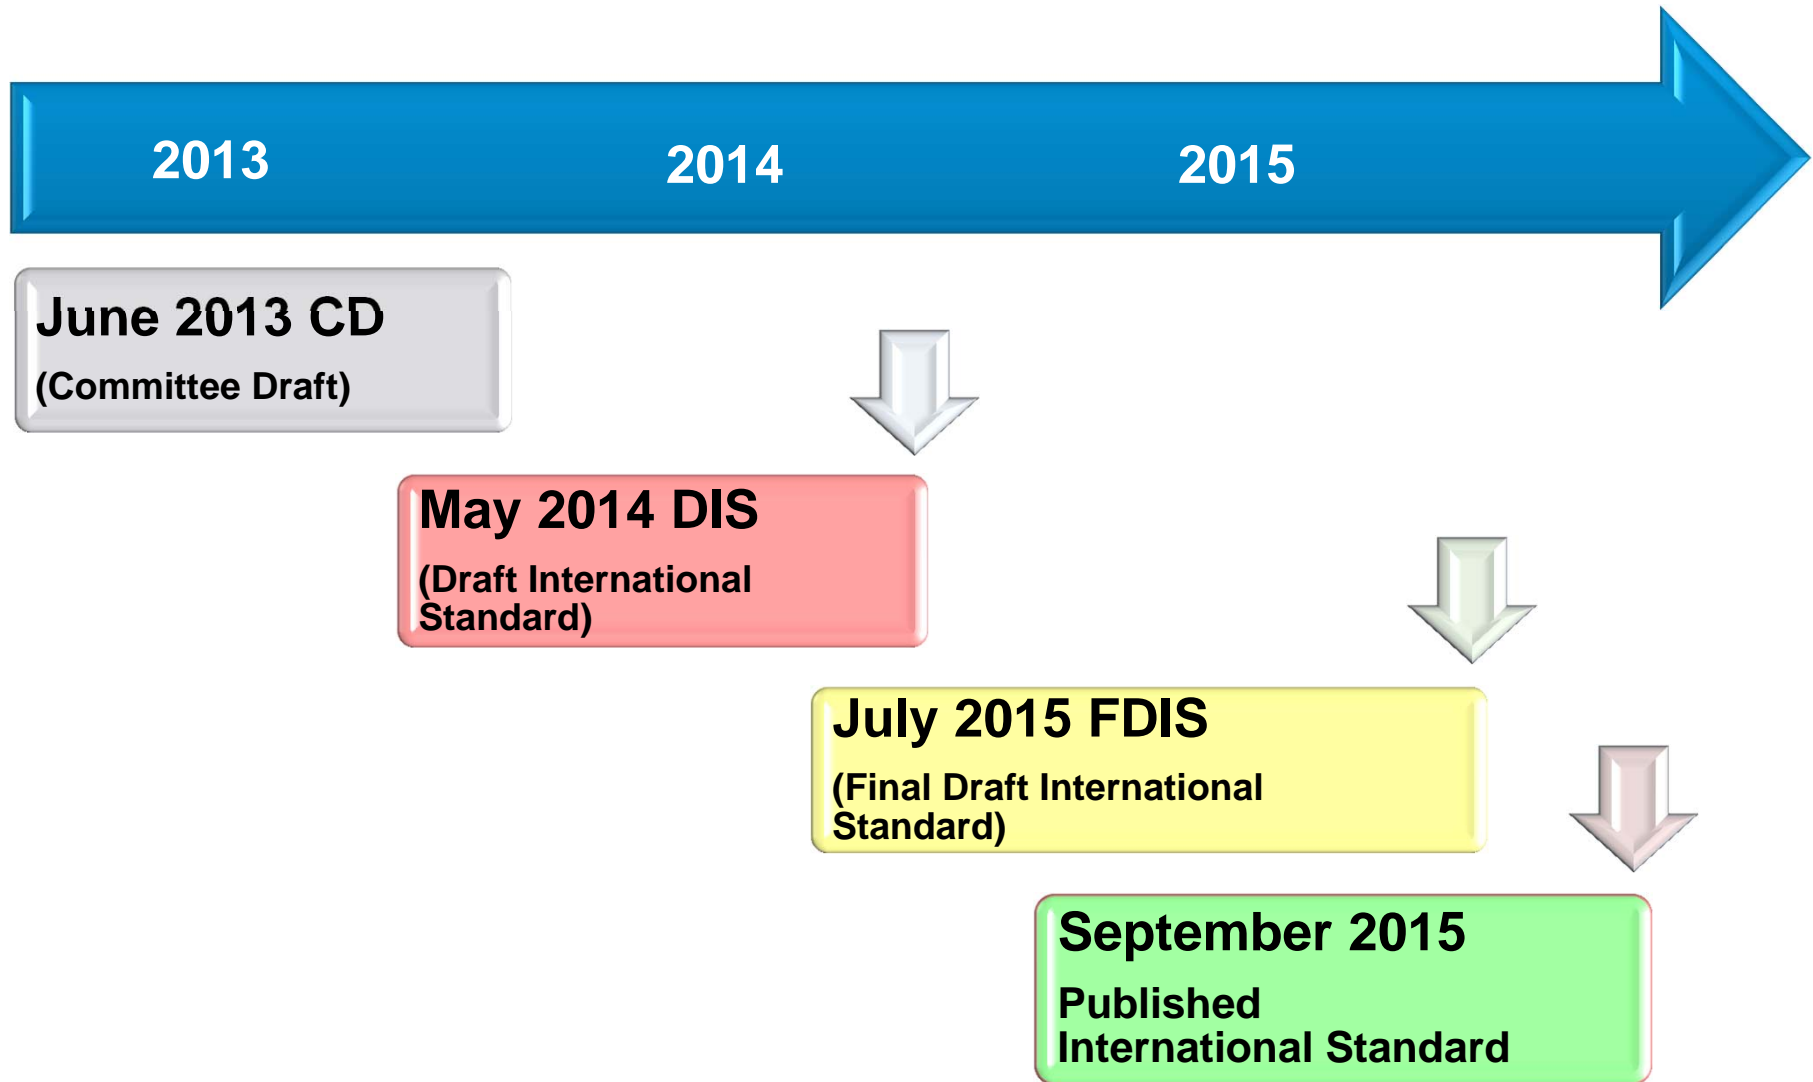 2013
2014
2015
June 2013 CD
(Committee Draft)
May 2014 DIS
(Draft International
Standard)
July 2015 FDIS
(Final Draft International
Standard)
September 2015
Published
International Standard